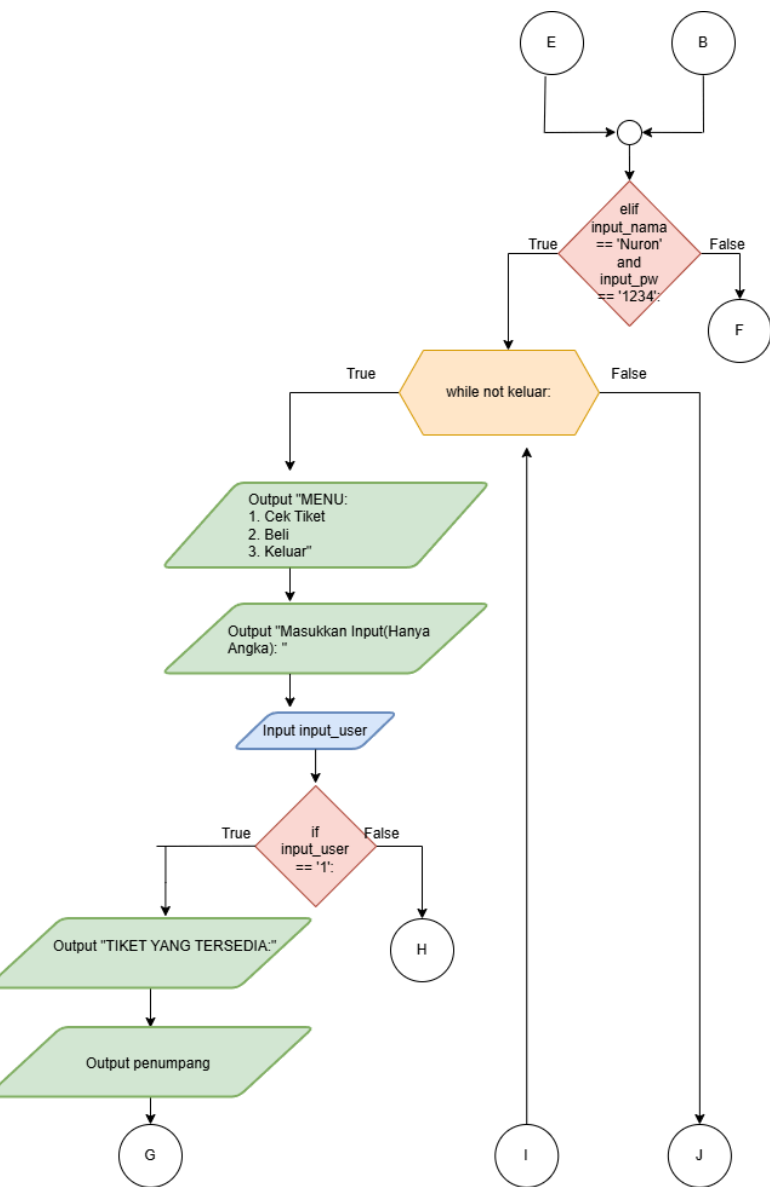 E
B
elif
input_nama
== 'Nuron'
and
input_pw
== '1234':
True
False
F
True
while not keluar:
False
Output "MENU:
1. Cek Tiket
2. Beli
3. Keluar"
Output "Masukkan Input(Hanya
Angka): "
Input input_user
True
if
input_user
== '1':
False
Output "TIKET YANG TERSEDIA:"
H
Output penumpang
G
I
J